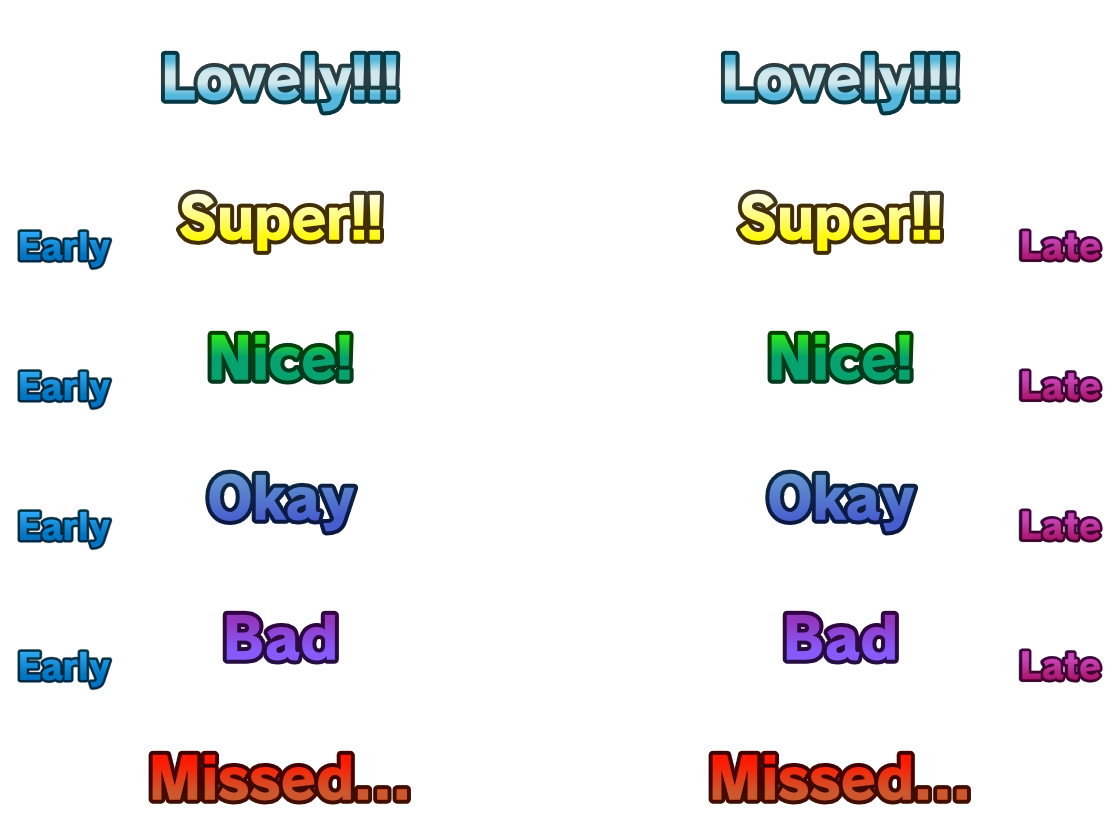 Lovely!!! Lovely!!!
Super!! Super!!
Early Late
Nice! Nice!
Early Late
Okay Okay
Early Late
Bad Bad
Early Late
Missed... Missed...